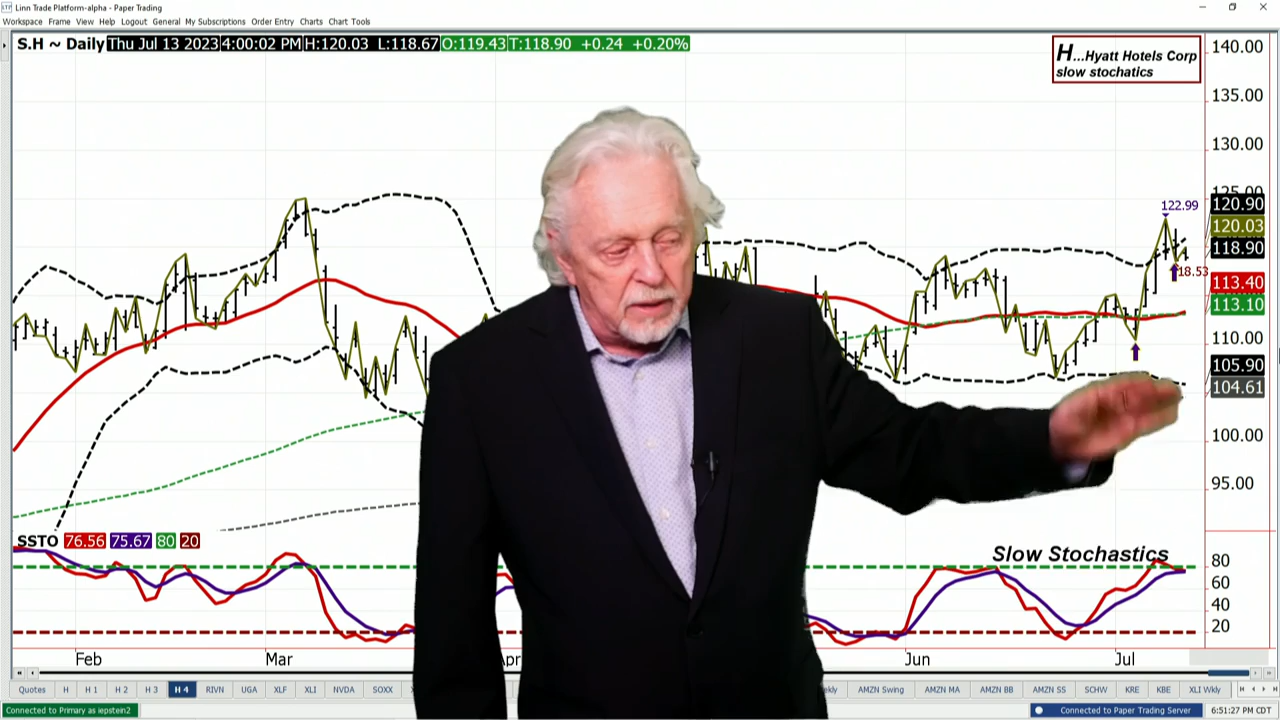 Linn Trade Platform-alpha - Paper Trading
Workspace Frame View Help Logout General My Subscriptions Order Entry Charts Chart Tools
S.H ~ Daily Thu Jul 13 2023 4:00:02 PM H:120.03 L:118.67 O:119.43 T:118.90 +0.24 +0.20%
H...Hyatt Hotels Corp
slow stochatics
140.00
135.00
130.00
125.00
122.99
120.90
120.03
118.90
18.53
113.40
113.10
110.00
105.90
104.61
100.00
95.00
SSTO 76.56 75.67 80 20
Slow Stochastics
80
60
40
20
Feb Mar Jun Jul
Quotes H H 1 H 2 H 3 H 4 RIVN UGA XLF XLI NVDA SOXX AMZN Swing AMZN MA AMZN BB AMZN SS SCHW KRE KBE XLI Wkly
Connected to Primary as iepstein2 Connected to Paper Trading Server 6:51:27 PM CDT